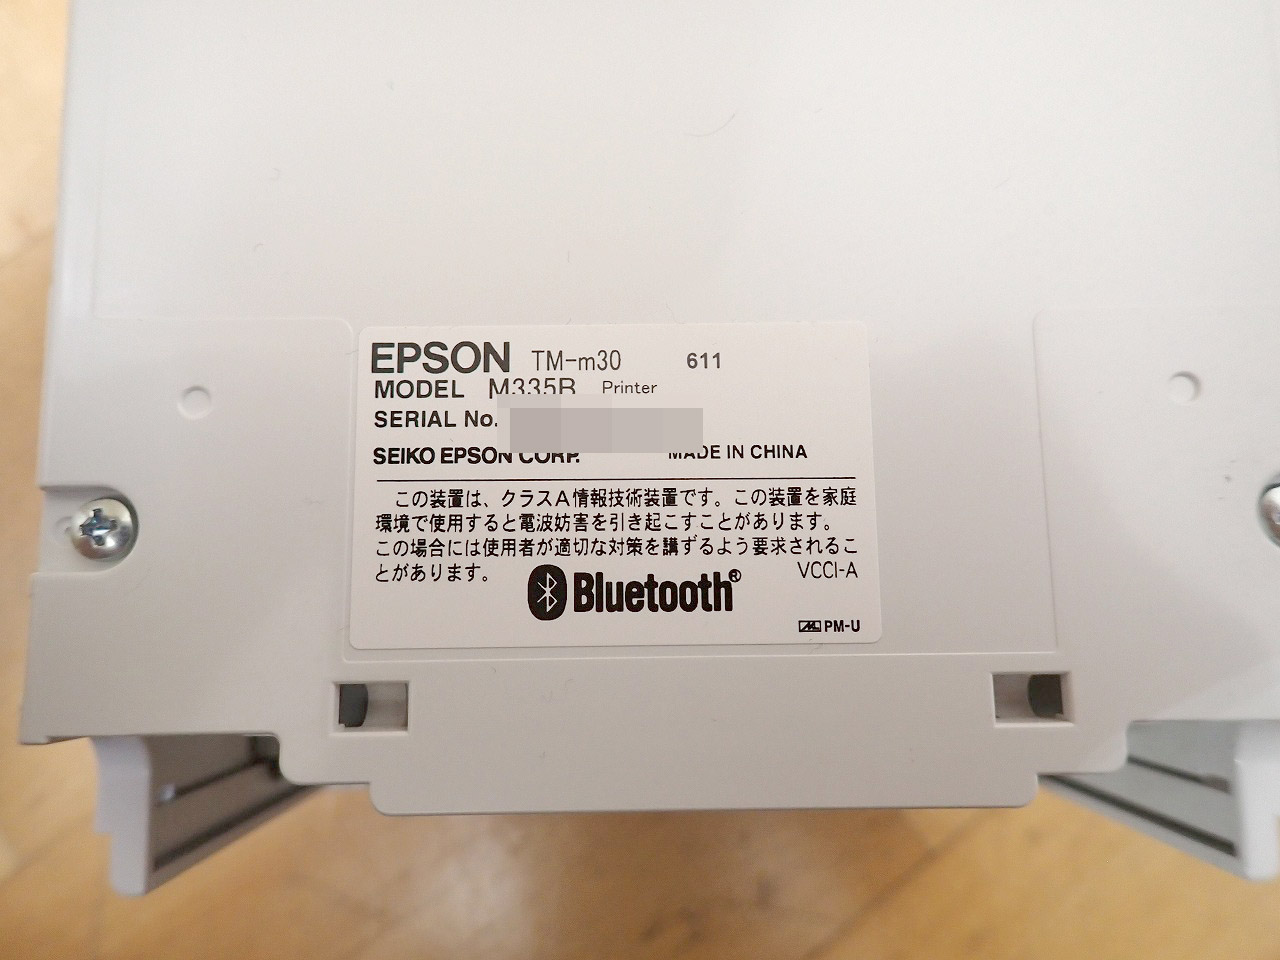 EPSON TM-m30 611
MODEL M335B Printer
SERIAL No.
SEIKO EPSON CORP. MADE IN CHINA
この装置は、クラスA情報技術装置です。この装置を家庭
環境で使用すると電波妨害を引き起こすことがあります。
この場合には使用者が適切な対策を講ずるよう要求されるこ
とがあります。
VCCI-A
Bluetooth®
PM-U